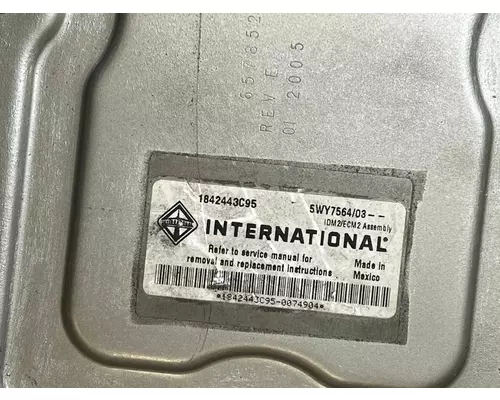 657852
REV E
01 2005
1842443C95
5WY7564/03--
IDM2/ECM2 Assembly
INTERNATIONAL®
Refer to service manual for
removal and replacement instructions
Made in
Mexico
*1842443C95-0074904*